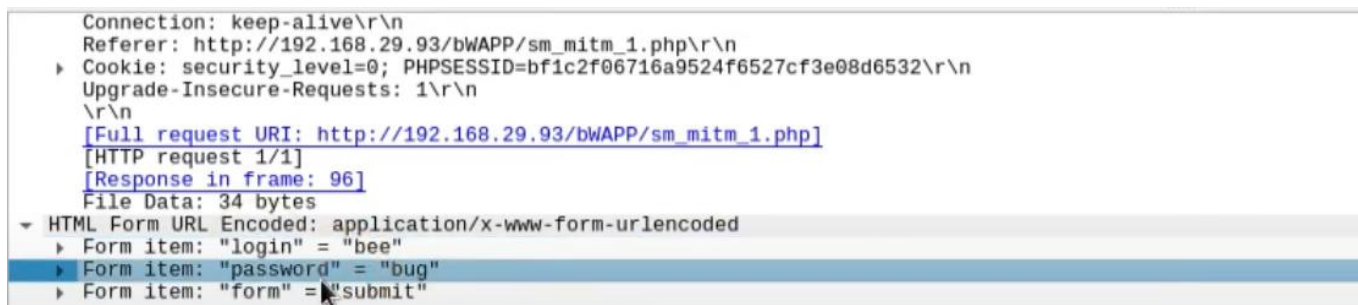 Connection: keep-alive\r\n
Referer: http://192.168.29.93/bWAPP/sm_mitm_1.php\r\n
Cookie: security_level=0; PHPSESSID=bf1c2f06716a9524f6527cf3e08d6532\r\n
Upgrade-Insecure-Requests: 1\r\n
\r\n
[Full request URI: http://192.168.29.93/bWAPP/sm_mitm_1.php]
[HTTP request 1/1]
[Response in frame: 96]
File Data: 34 bytes
HTML Form URL Encoded: application/x-www-form-urlencoded
Form item: "login" = "bee"
Form item: "password" = "bug"
Form item: "form" = "submit"